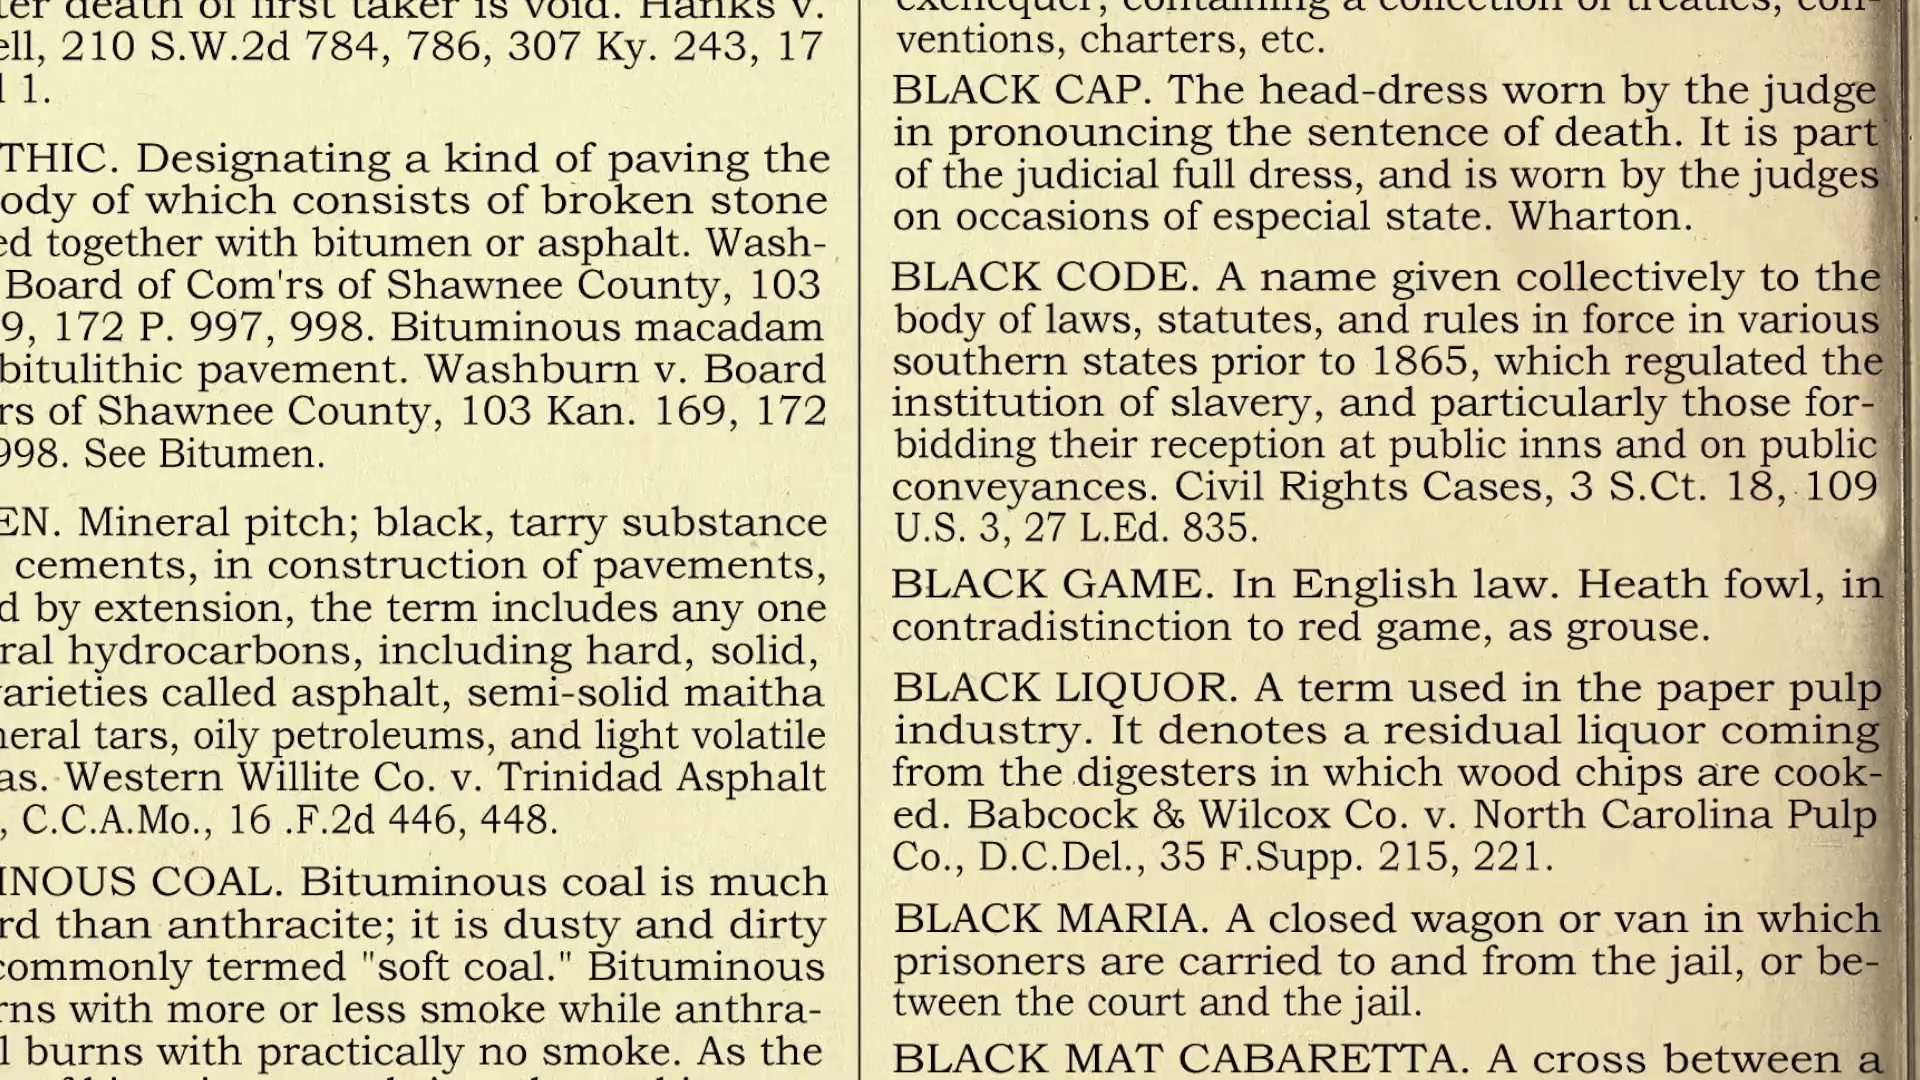 ter death of first taker is void. Hanks v.
ell, 210 S.W.2d 784, 786, 307 Ky. 243, 17
1.
THIC. Designating a kind of paving the
ody of which consists of broken stone
ed together with bitumen or asphalt. Wash-
Board of Com'rs of Shawnee County, 103
9, 172 P. 997, 998. Bituminous macadam
bitulithic pavement. Washburn v. Board
rs of Shawnee County, 103 Kan. 169, 172
998. See Bitumen.
EN. Mineral pitch; black, tarry substance
cements, in construction of pavements,
d by extension, the term includes any one
ral hydrocarbons, including hard, solid,
varieties called asphalt, semi-solid maitha
neral tars, oily petroleums, and light volatile
as. Western Willite Co. v. Trinidad Asphalt
, C.C.A.Mo., 16 .F.2d 446, 448.
INOUS COAL. Bituminous coal is much
rd than anthracite; it is dusty and dirty
commonly termed "soft coal." Bituminous
rns with more or less smoke while anthra-
l burns with practically no smoke. As the
exchequer, containing a collection of treaties, con-
ventions, charters, etc.
BLACK CAP. The head-dress worn by the judge
in pronouncing the sentence of death. It is part
of the judicial full dress, and is worn by the judges
on occasions of especial state. Wharton.
BLACK CODE. A name given collectively to the
body of laws, statutes, and rules in force in various
southern states prior to 1865, which regulated the
institution of slavery, and particularly those for-
bidding their reception at public inns and on public
conveyances. Civil Rights Cases, 3 S.Ct. 18, 109
U.S. 3, 27 L.Ed. 835.
BLACK GAME. In English law. Heath fowl, in
contradistinction to red game, as grouse.
BLACK LIQUOR. A term used in the paper pulp
industry. It denotes a residual liquor coming
from the digesters in which wood chips are cook-
ed. Babcock & Wilcox Co. v. North Carolina Pulp
Co., D.C.Del., 35 F.Supp. 215, 221.
BLACK MARIA. A closed wagon or van in which
prisoners are carried to and from the jail, or be-
tween the court and the jail.
BLACK MAT CABARETTA. A cross between a